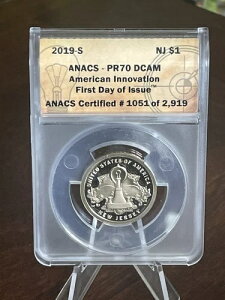 2019-S NJ $1
ANACS - PR70 DCAM
American Innovation
First Day of Issue™
ANACS Certified # 1051 of 2,919
UNITED STATES OF AMERICA
NEW JERSEY